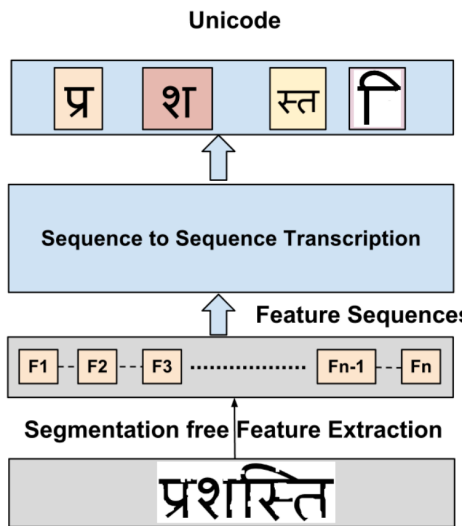 Unicode
प्र श स्त ि
Sequence to Sequence Transcription
Feature Sequences
F1 F2 F3 Fn-1 Fn
Segmentation free Feature Extraction
प्रशस्ति